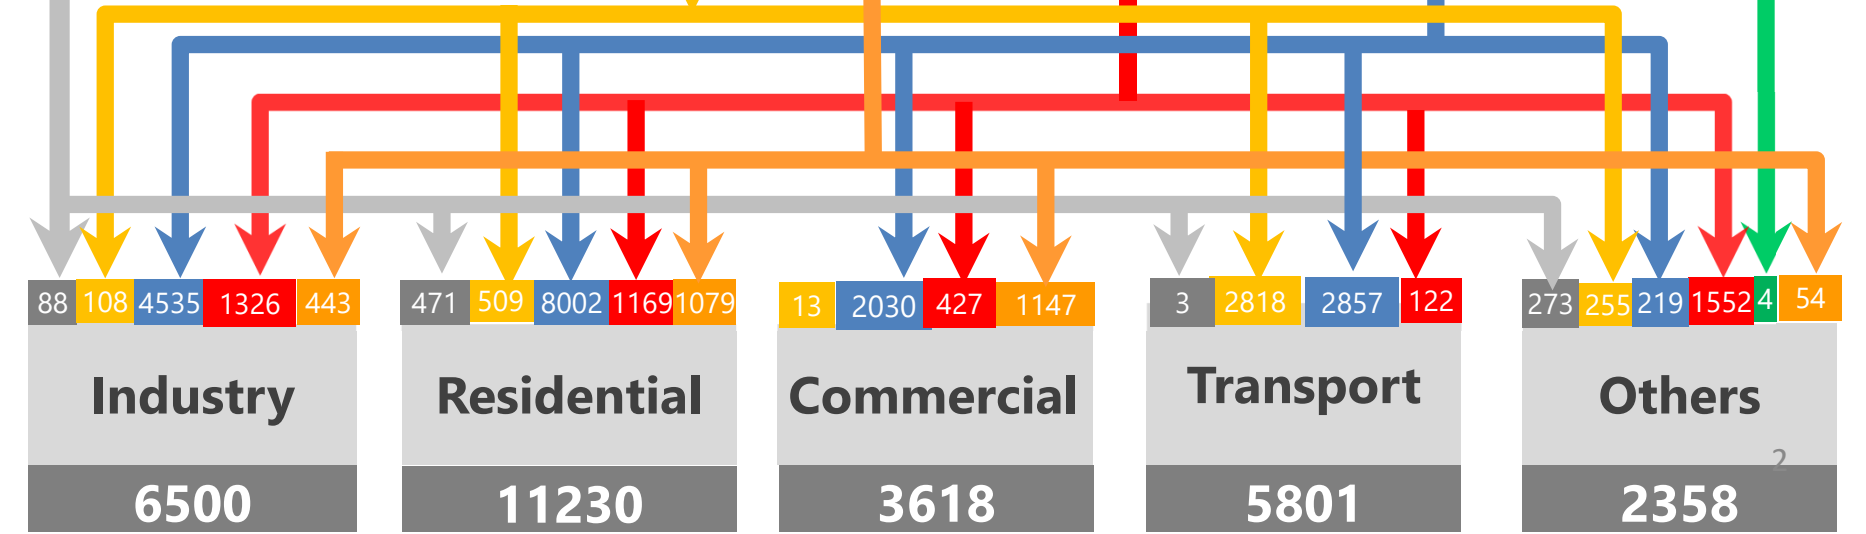 88 108 4535 1326 443
471 509 8002 1169 1079
13 2030 427 1147
3 2818 2857 122
273 255 219 1552 4 54
Industry
Residential
Commercial
Transport
Others
2
6500
11230
3618
5801
2358